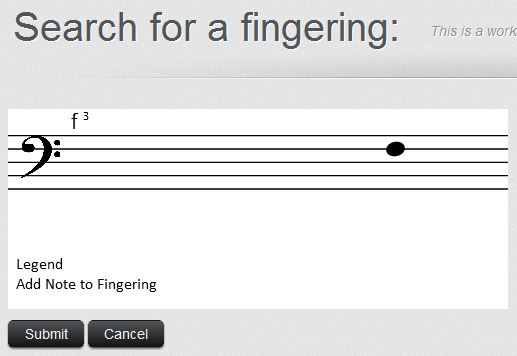 Search for a fingering:
This is a work
f 3
Legend
Add Note to Fingering
Submit
Cancel